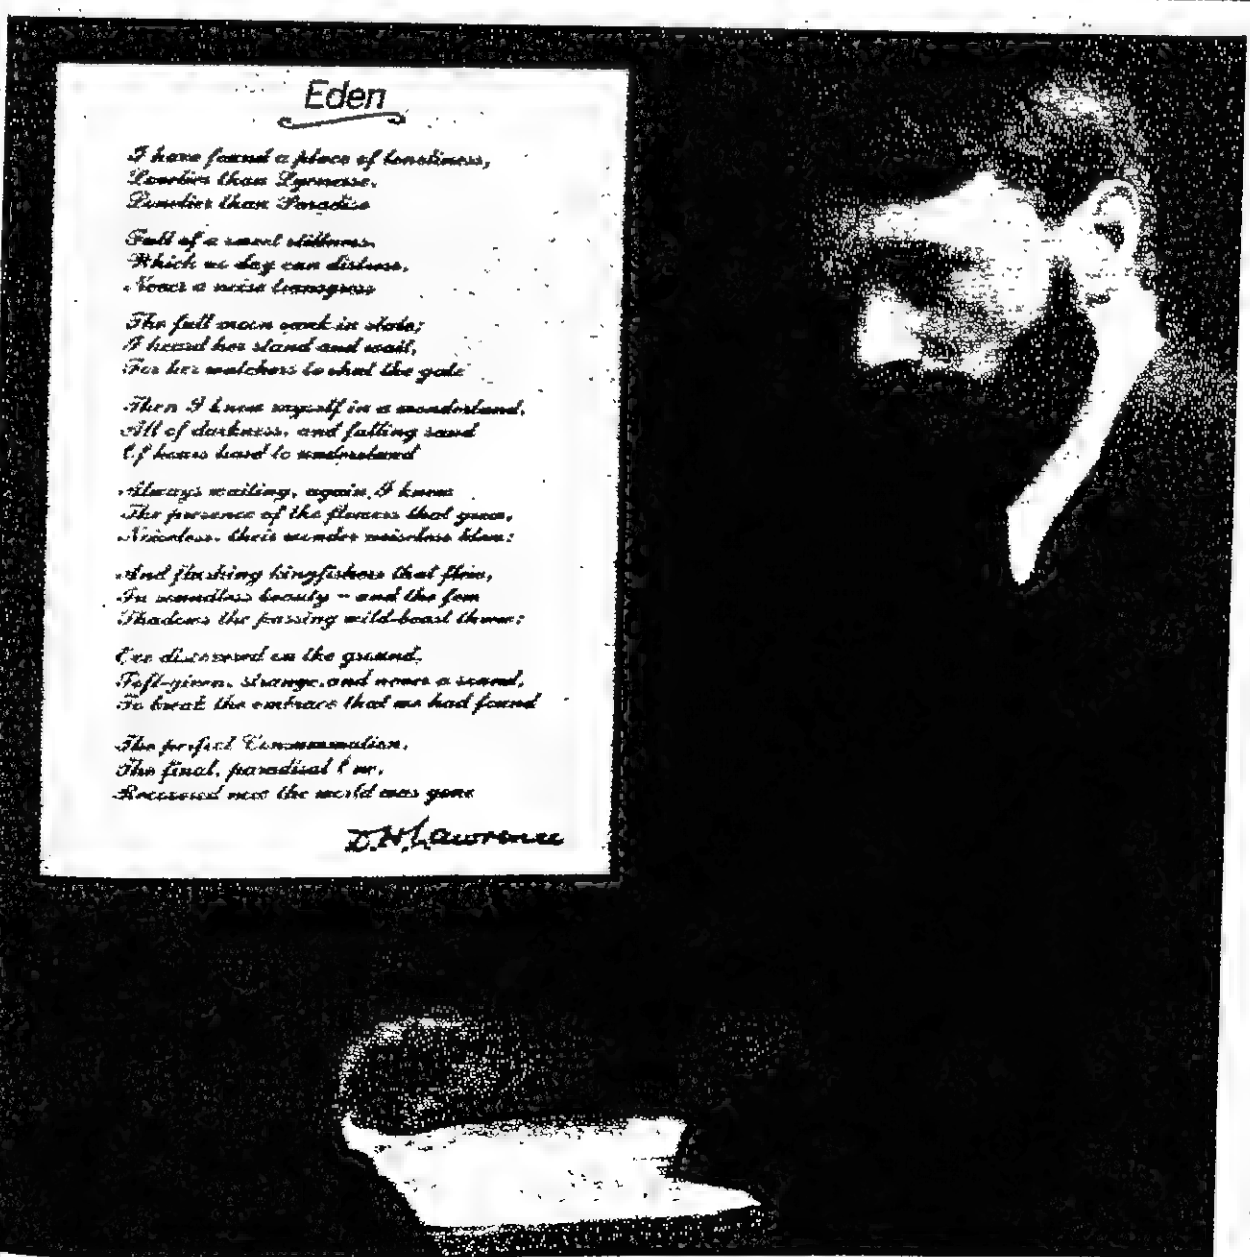 Eden
I have found a place of loneliness,
Lonelier than Lyonesse,
Lovelier than Paradise
Full of a sweet stillness
Which no day can distress,
Never a noise transgress
The full moon sank in state;
I heard her stand and wait,
For her watchers to shut the gate
Then I knew myself in a wonderland,
All of darkness, and falling sand
Of hours hard to understand
Always waiting, again I knew
The presence of the flowers that grew,
Noiseless, their wonder noiseless blew;
And flashing kingfishers that flew,
In soundless beauty - and the few
Shadows the passing wild-beast threw;
Eve discovered on the ground,
Soft-given, strange, and never a sound,
To break the embrace that we had found
The perfect Consummation,
The final, paradisal
the world was gone
D.H. Lawrence